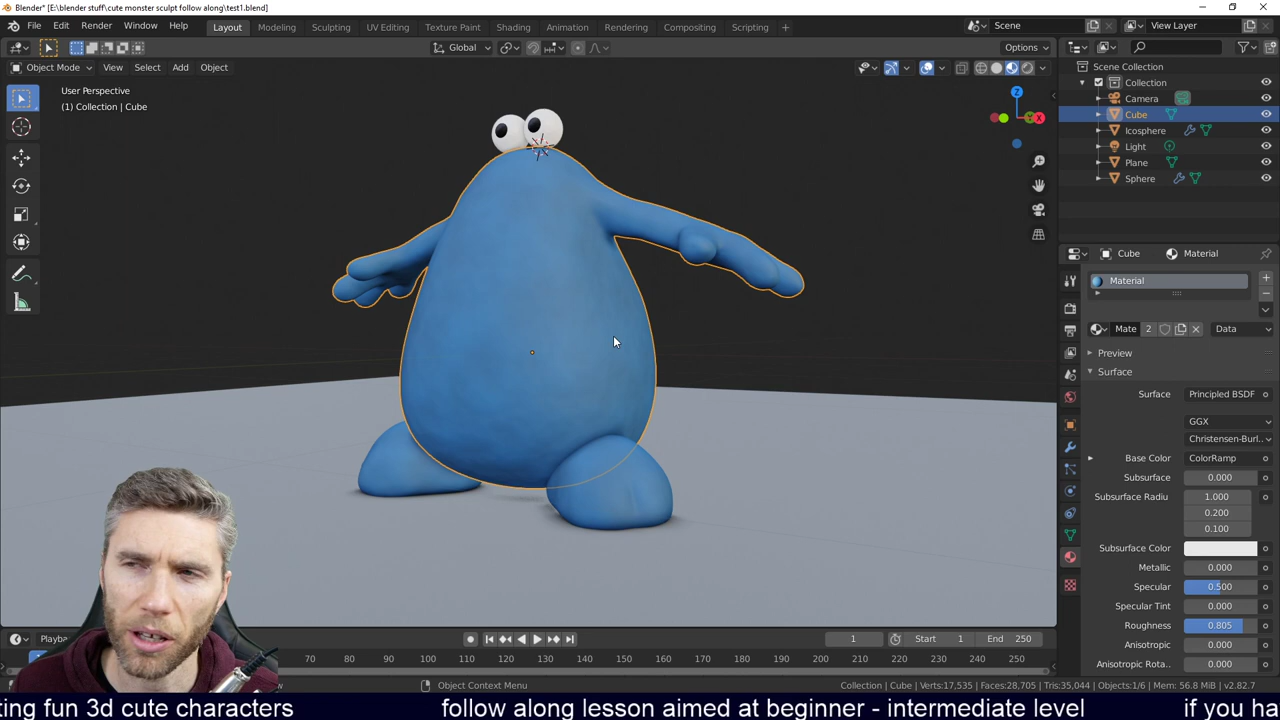 Blender* [E:\blender stuff\cute monster sculpt follow along\test1.blend]
File Edit Render Window Help Layout Modeling Sculpting UV Editing Texture Paint Shading Animation Rendering Compositing Scripting Scene View Layer
Global Options
Object Mode View Select Add Object
User Perspective
(1) Collection | Cube
Z
X
Scene Collection
Collection
Camera
Cube
Icosphere
Light
Plane
Sphere
Cube Material
Material
Mate 2 Data
Preview
Surface
Surface Principled BSDF
GGX
Christensen-Burl..
Base Color ColorRamp
Subsurface 0.000
Subsurface Radiu 1.000
0.200
0.100
Subsurface Color
Metallic 0.000
Specular 0.500
Specular Tint 0.000
Roughness 0.805
Anisotropic 0.000
Anisotropic Rota.. 0.000
Playba 1 Start 1 End 250
70 80 90 100 110 120 130 140 150 160 170 180 190 200 210 220 230 240 250
Object Context Menu Collection | Cube | Verts:17,535 | Faces:28,705 | Tris:35,044 | Objects:1/6 | Mem: 56.8 MiB | v2.82.7
king fun 3d cute characters follow along lesson aimed at beginner - intermediate level if you ha